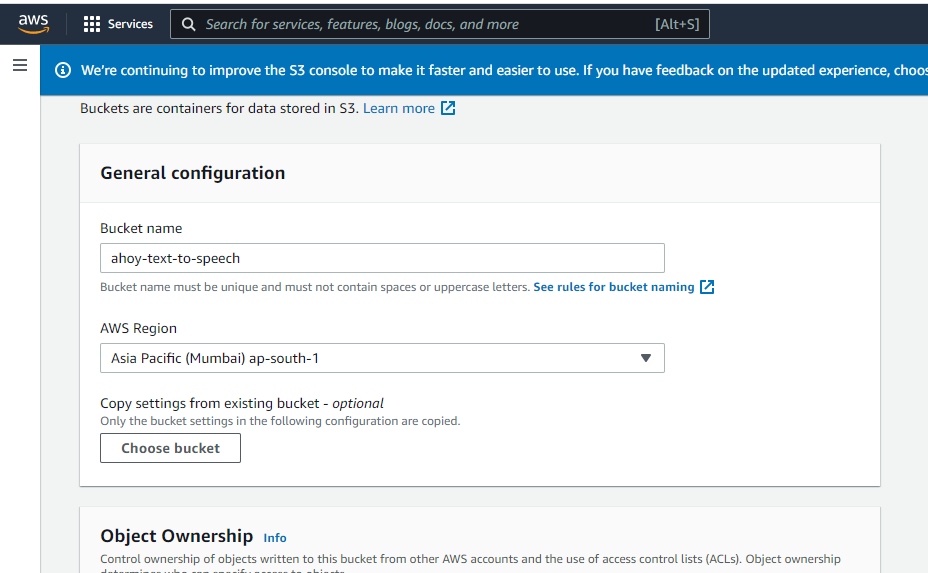 aws
Services
Search for services, features, blogs, docs, and more
[Alt+S]
We're continuing to improve the S3 console to make it faster and easier to use. If you have feedback on the updated experience,
Buckets are containers for data stored in S3. Learn more
General configuration
Bucket name
ahoy-text-to-speech
Bucket name must be unique and must not contain spaces or uppercase letters. See rules for bucket naming
AWS Region
Asia Pacific (Mumbai) ap-south-1
Copy settings from existing bucket - optional
Only the bucket settings in the following configuration are copied.
Choose bucket
Object Ownership Info
Control ownership of objects written to this bucket from other AWS accounts and the use of access control lists (ACLs). Object ownership